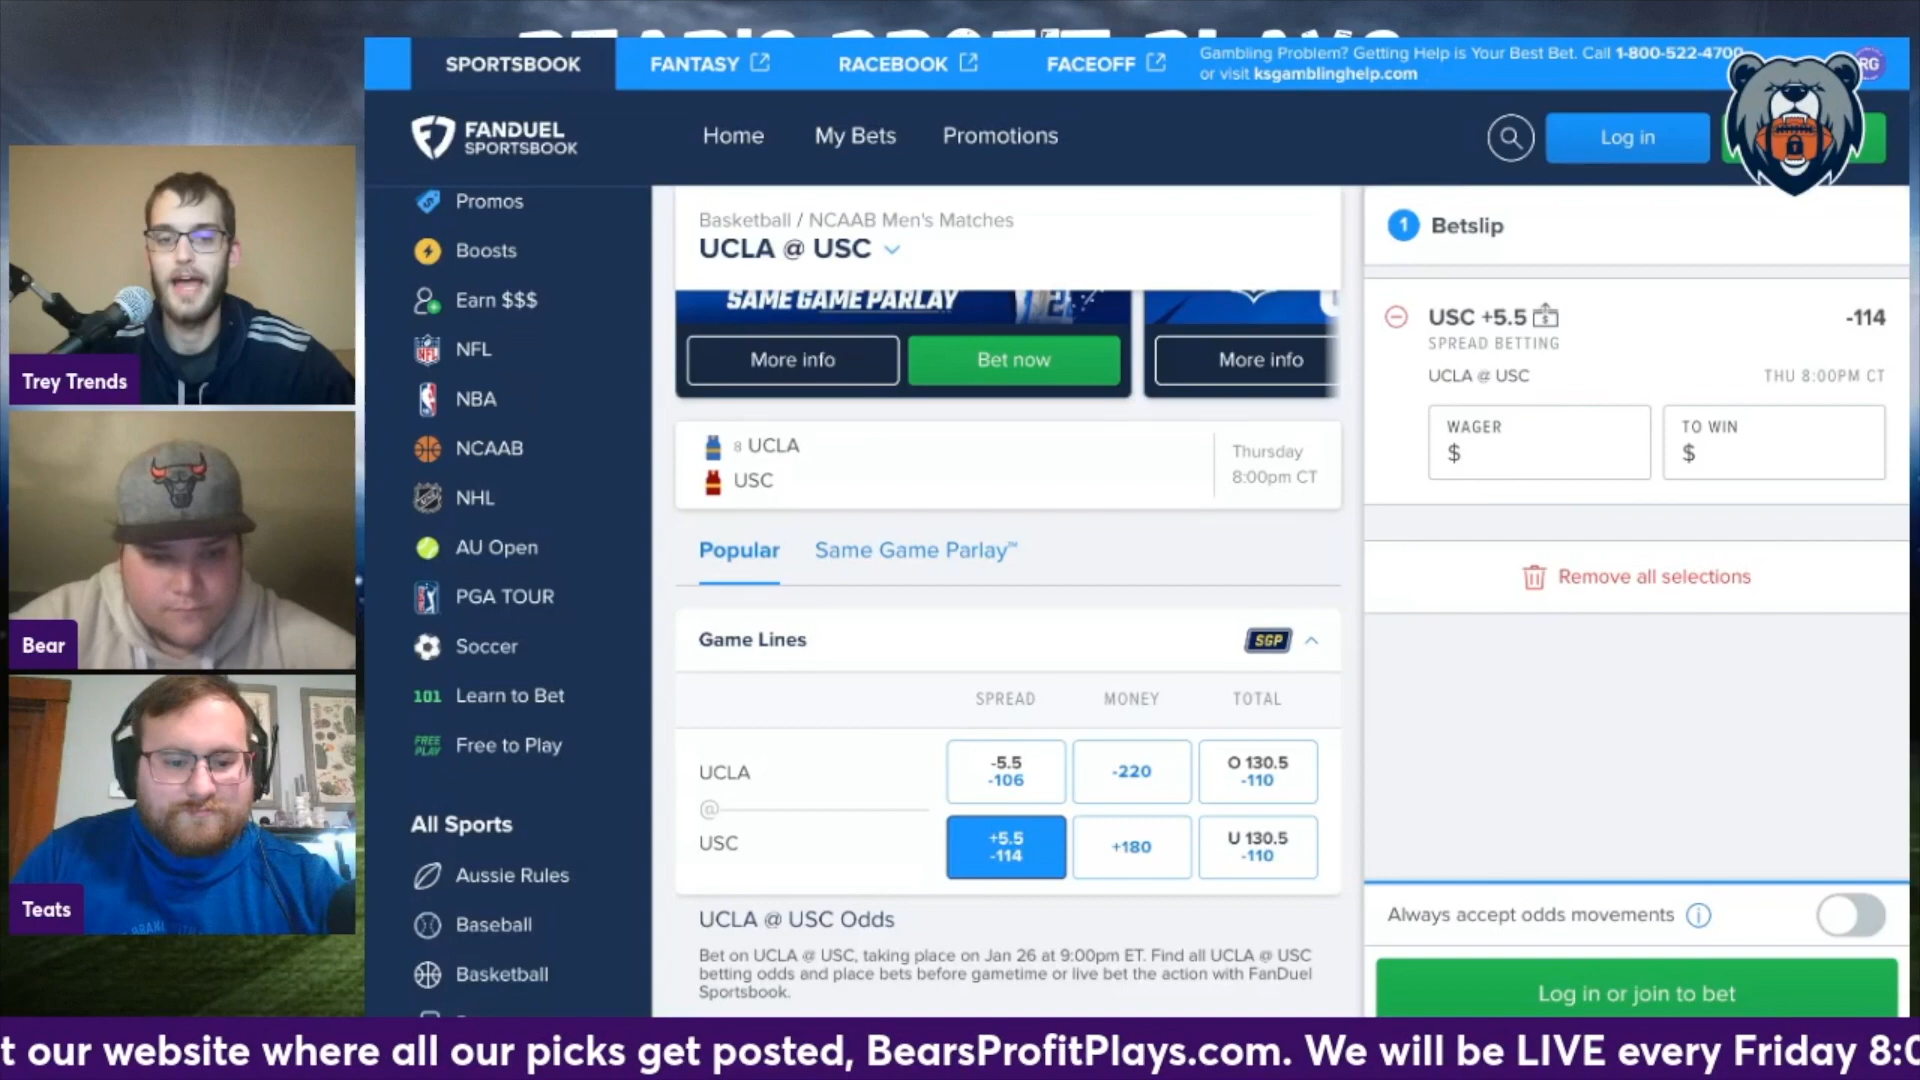 BEAR'S PROFIT PLAYS
SPORTSBOOK
FANTASY
RACEBOOK
FACEOFF
Gambling Problem? Getting Help is Your Best Bet. Call 1-800-522-4700
or visit ksgamblinghelp.com
RG
FANDUEL
SPORTSBOOK
Home
My Bets
Promotions
Log in
Trey Trends
Bear
Teats
Promos
Boosts
Earn $$$
NFL
NBA
NCAAB
NHL
AU Open
PGA TOUR
Soccer
101 Learn to Bet
FREE PLAY Free to Play
All Sports
Aussie Rules
Baseball
Basketball
Basketball / NCAAB Men's Matches
UCLA @ USC
SAME GAME PARLAY
More info
Bet now
More info
8 UCLA
USC
Thursday
8:00pm CT
Popular
Same Game Parlay™
Game Lines
SGP
SPREAD MONEY TOTAL
UCLA
-5.5
-106
-220
O 130.5
-110
@
USC
+5.5
-114
+180
U 130.5
-110
UCLA @ USC Odds
Bet on UCLA @ USC, taking place on Jan 26 at 9:00pm ET. Find all UCLA @ USC
betting odds and place bets before gametime or live bet the action with FanDuel
Sportsbook.
1 Betslip
USC +5.5
-114
SPREAD BETTING
UCLA @ USC
THU 8:00PM CT
WAGER
$
TO WIN
$
Remove all selections
Always accept odds movements
Log in or join to bet
t our website where all our picks get posted, BearsProfitPlays.com. We will be LIVE every Friday 8:0